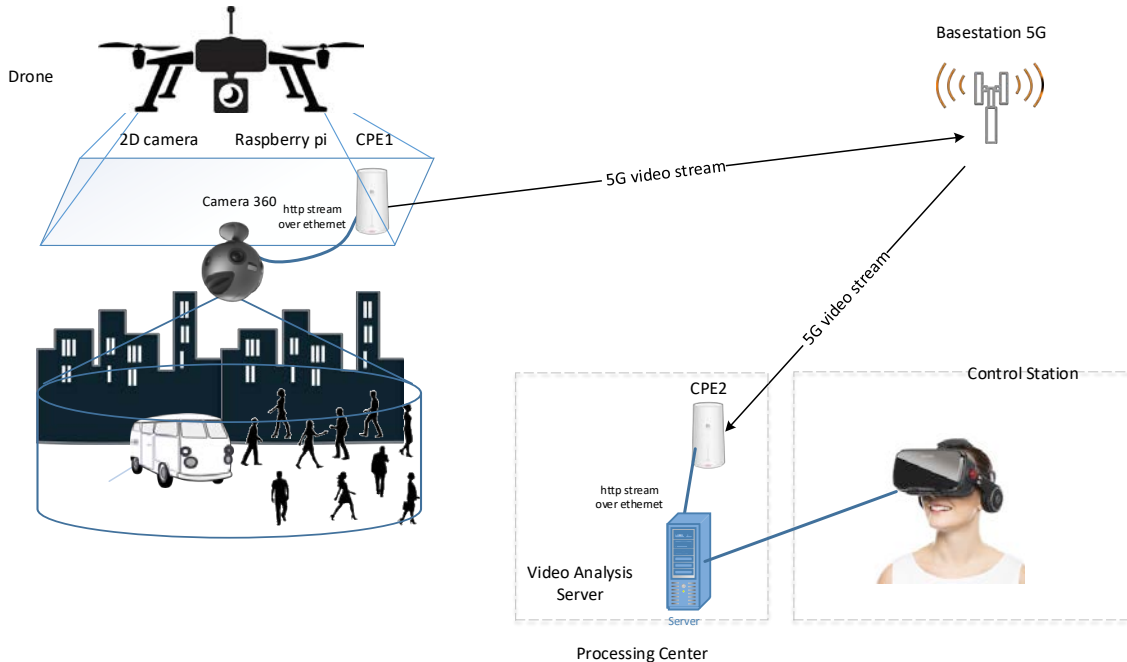 Basestation 5G
Drone
2D camera
Raspberry pi
CPE1
5G video stream
Camera 360
http stream
over ethernet
5G video stream
Control Station
CPE2
http stream
over ethernet
Video Analysis
Server
Server
Processing Center